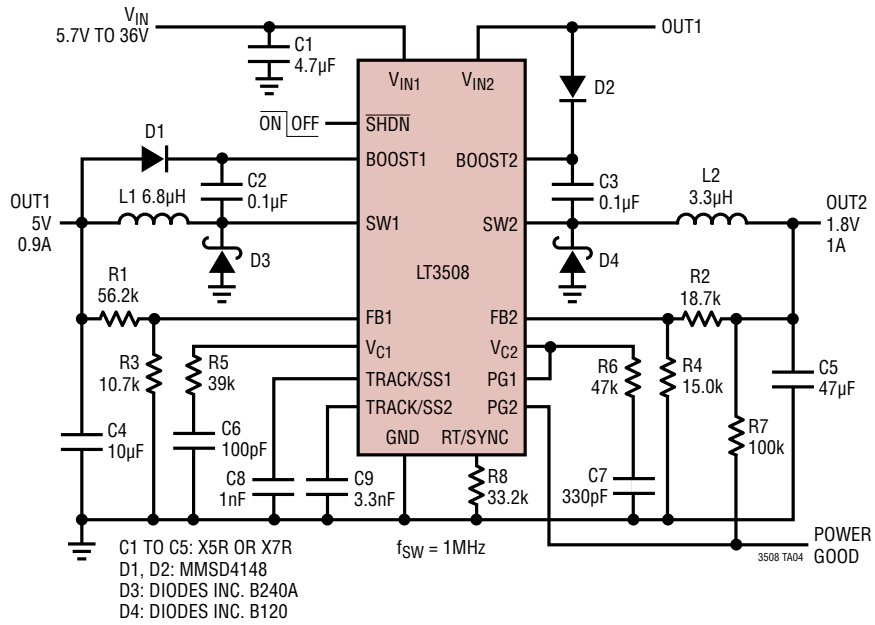 VIN
5.7V TO 36V
C1
4.7µF
OUT1
VIN1
VIN2
D2
ON OFF
SHDN
D1
BOOST1
BOOST2
C2
0.1µF
C3
0.1µF
L1 6.8µH
L2
3.3µH
OUT1
5V
0.9A
SW1
SW2
OUT2
1.8V
1A
D3
D4
LT3508
R1
56.2k
R2
18.7k
FB1
FB2
R3
10.7k
R5
39k
VC1
VC2
R6
47k
R4
15.0k
C5
47µF
TRACK/SS1
PG1
TRACK/SS2
PG2
R7
100k
C4
10µF
C6
100pF
GND
RT/SYNC
C8
1nF
C9
3.3nF
R8
33.2k
C7
330pF
fSW = 1MHz
POWER
GOOD
3508 TA04
C1 TO C5: X5R OR X7R
D1, D2: MMSD4148
D3: DIODES INC. B240A
D4: DIODES INC. B120